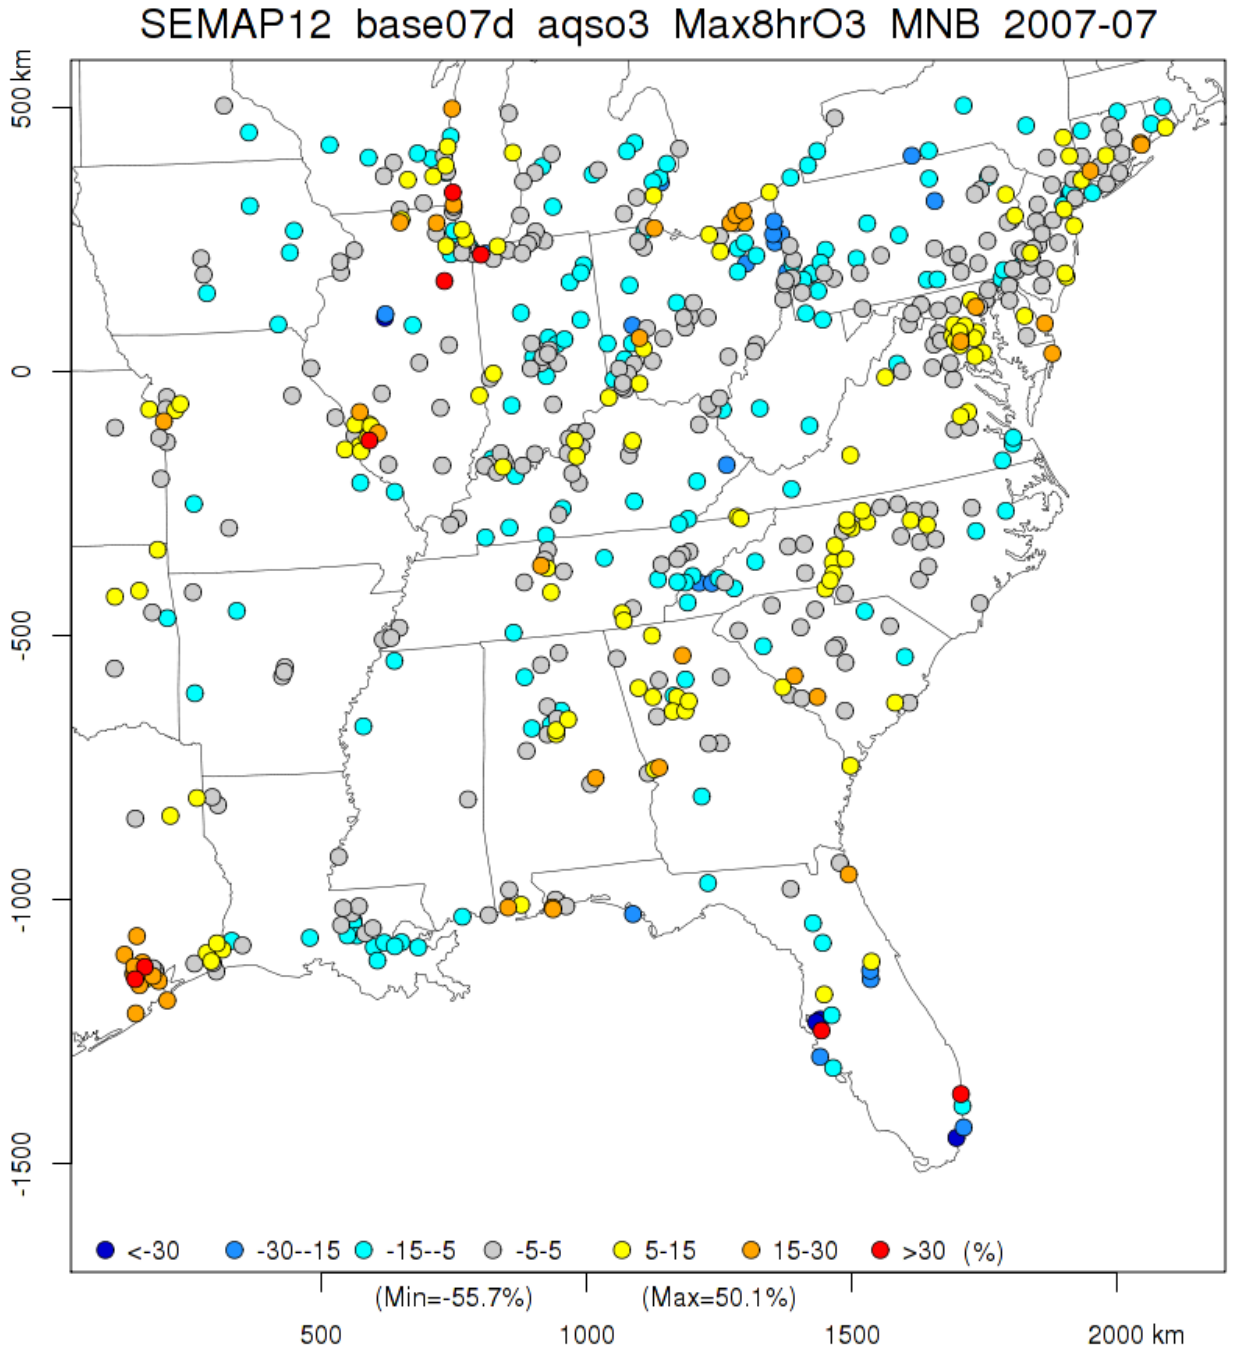 SEMAP12 base07d aqso3 Max8hrO3 MNB 2007-07
500 km
0
-500
-1000
-1500
<-30 -30--15 -15--5 -5-5 5-15 15-30 >30 (%)
(Min=-55.7%) (Max=50.1%)
500 1000 1500 2000 km